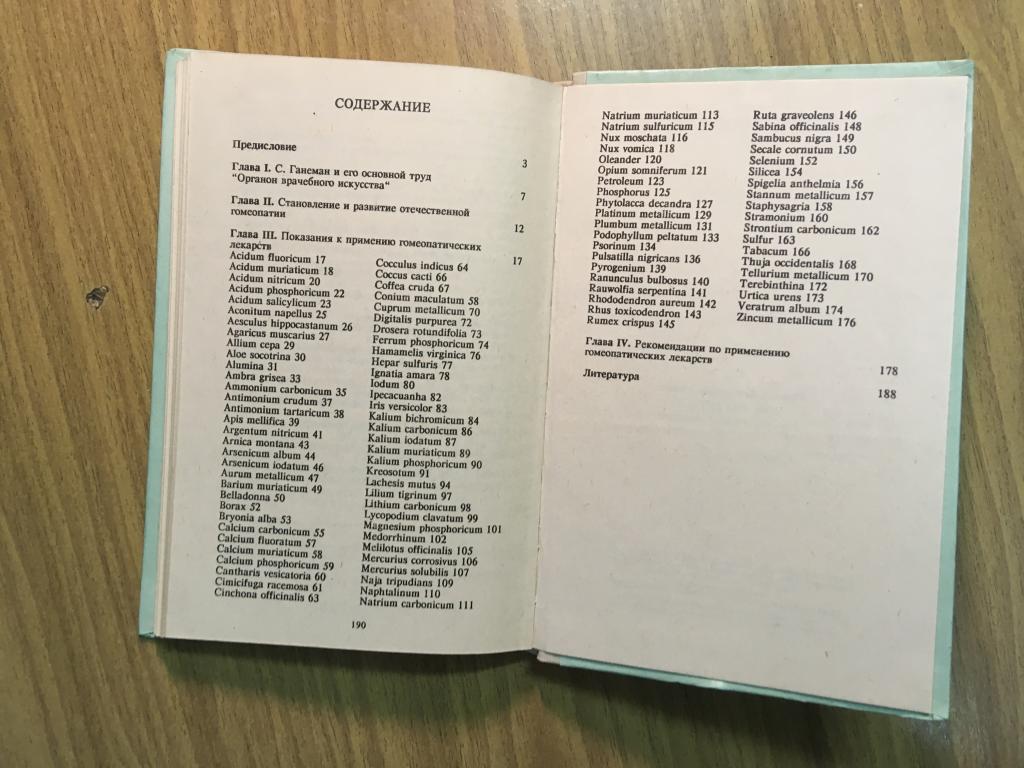 СОДЕРЖАНИЕ
Предисловие 3
Глава I. С. Ганеман и его основной труд
"Органон врачебного искусства" 7
Глава II. Становление и развитие отечественной
гомеопатии 12
Глава III. Показания к примению гомеопатических
лекарств 17
Acidum fluoricum 17
Acidum muriaticum 18
Acidum nitricum 20
Acidum phosphoricum 22
Acidum salicylicum 23
Aconitum napellus 25
Aesculus hippocastanum 26
Agaricus muscarius 27
Allium cepa 29
Aloe socotrina 30
Alumina 31
Ambra grisea 33
Ammonium carbonicum 35
Antimonium crudum 37
Antimonium tartaricum 38
Apis mellifica 39
Argentum nitricum 41
Arnica montana 43
Arsenicum album 44
Arsenicum iodatum 46
Aurum metallicum 47
Barium muriaticum 49
Belladonna 50
Borax 52
Bryonia alba 53
Calcium carbonicum 55
Calcium fluoratum 57
Calcium muriaticum 58
Calcium phosphoricum 59
Cantharis vesicatoria 60
Cimicifuga racemosa 61
Cinchona officinalis 63
Cocculus indicus 64
Coccus cacti 66
Coffea cruda 67
Conium maculatum 58
Cuprum metallicum 70
Digitalis purpurea 72
Drosera rotundifolia 73
Ferrum phosphoricum 74
Hamamelis virginica 76
Hepar sulfuris 77
Ignatia amara 78
Iodum 80
Ipecacuanha 82
Iris versicolor 83
Kalium bichromicum 84
Kalium carbonicum 86
Kalium iodatum 87
Kalium muriaticum 89
Kalium phosphoricum 90
Kreosotum 91
Lachesis mutus 94
Lilium tigrinum 97
Lithium carbonicum 98
Lycopodium clavatum 99
Magnesium phosphoricum 101
Medorrhinum 102
Melilotus officinalis 105
Mercurius corrosivus 106
Mercurius solubilis 107
Naja tripudians 109
Naphtalinum 110
Natrium carbonicum 111
190
Natrium muriaticum 113
Natrium sulfuricum 115
Nux moschata 116
Nux vomica 118
Oleander 120
Opium somniferum 121
Petroleum 123
Phosphorus 125
Phytolacca decandra 127
Platinum metallicum 129
Plumbum metallicum 131
Podophyllum peltatum 133
Psorinum 134
Pulsatilla nigricans 136
Pyrogenium 139
Ranunculus bulbosus 140
Rauwolfia serpentina 141
Rhododendron aureum 142
Rhus toxicodendron 143
Rumex crispus 145
Ruta graveolens 146
Sabina officinalis 148
Sambucus nigra 149
Secale cornutum 150
Selenium 152
Silicea 154
Spigelia anthelmia 156
Stannum metallicum 157
Staphysagria 158
Stramonium 160
Strontium carbonicum 162
Sulfur 163
Tabacum 166
Thuja occidentalis 168
Tellurium metallicum 170
Terebinthina 172
Urtica urens 173
Veratrum album 174
Zincum metallicum 176
Глава IV. Рекомендации по применению
гомеопатических лекарств 178
Литература 188